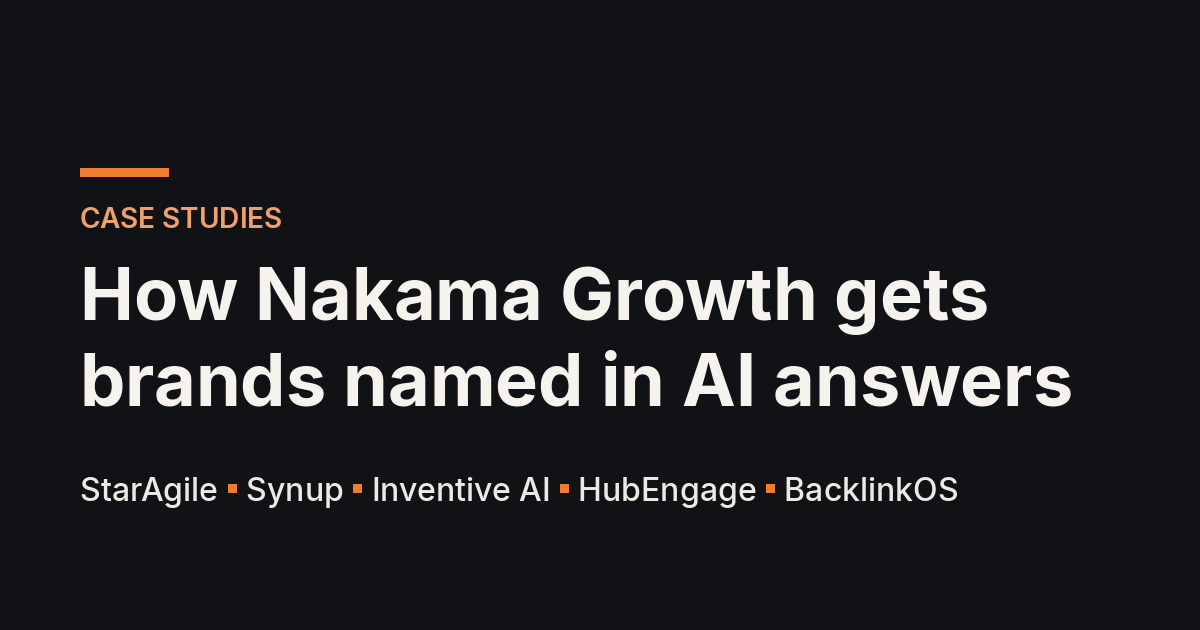 CASE STUDIES
How Nakama Growth gets
brands named in AI answers
StarAgile ▪ Synup ▪ Inventive AI ▪ HubEngage ▪ BacklinkOS